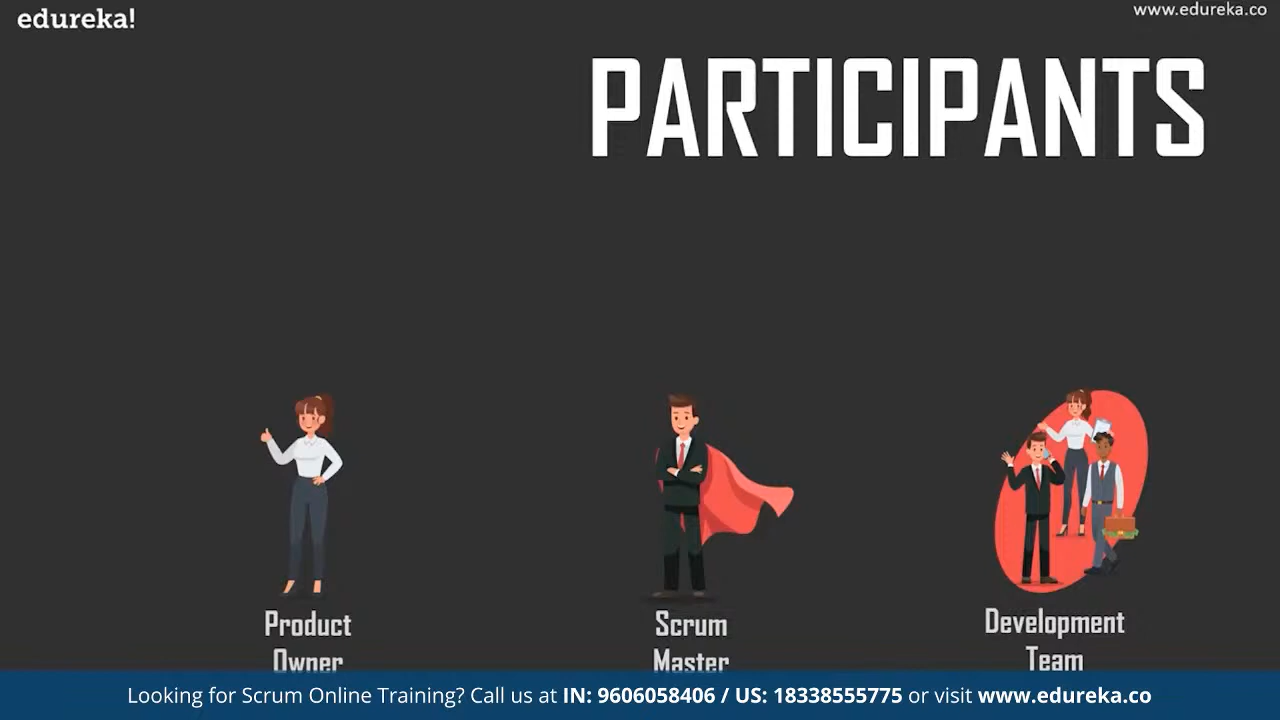 edureka!
www.edureka.co
PARTICIPANTS
Product
Owner
Scrum
Master
Development
Team
Looking for Scrum Online Training? Call us at IN: 9606058406 / US: 18338555775 or visit www.edureka.co